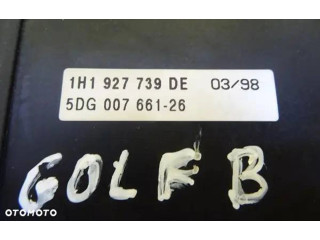 1H1 927 739 DE 03/98
5DG 007 661-26
GOLF B
OTOMOTO